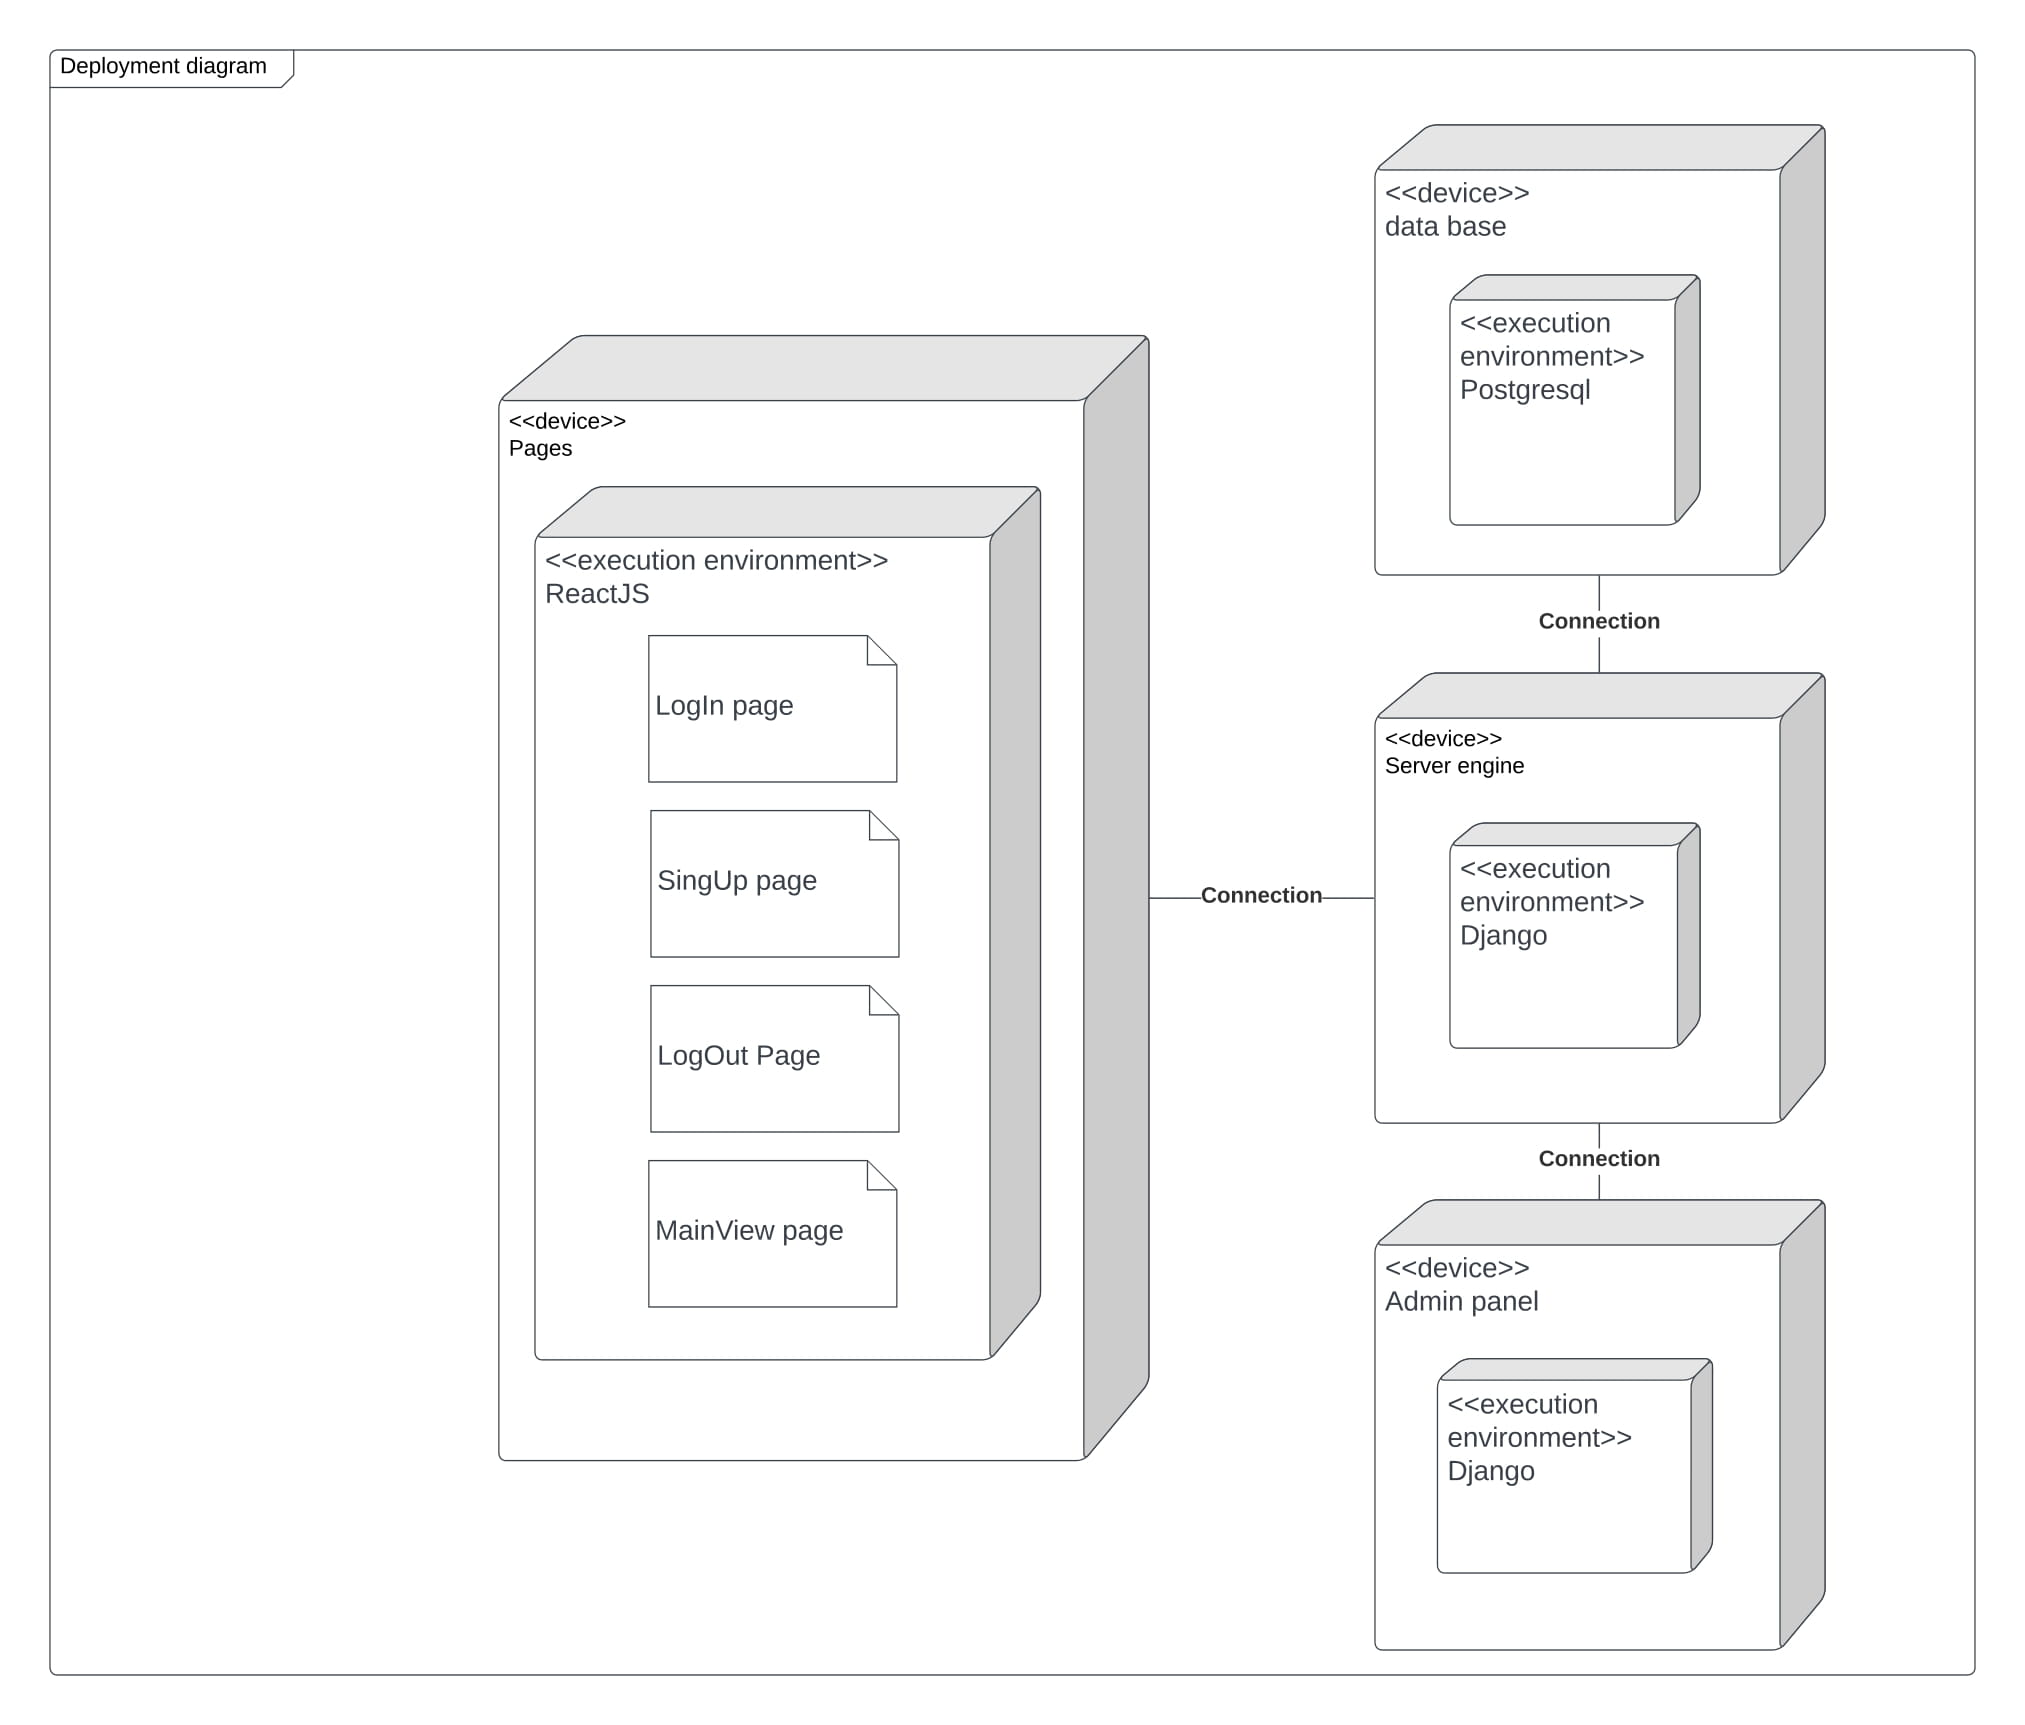 Deployment diagram
<<device>>
data base
<<execution
environment>>
Postgresql
<<device>>
Pages
<<execution environment>>
ReactJS
LogIn page
SingUp page
LogOut Page
MainView page
Connection
Connection
<<device>>
Server engine
<<execution
environment>>
Django
Connection
<<device>>
Admin panel
<<execution
environment>>
Django